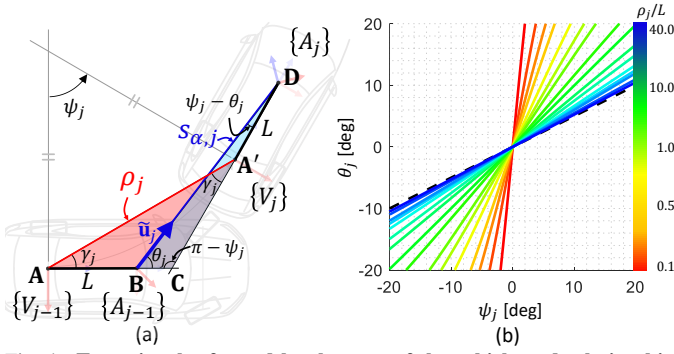 (a)
{A_j}
D
ψ_j
ψ_j − θ_j
L
s_{α,j}
A′
{V_j}
ρ_j
γ_j
ũ_j
γ_j
θ_j
π − ψ_j
A
L
B
C
{V_{j−1}}
{A_{j−1}}
(a)
(b)
ρ_j/L
20
10
0
-10
-20
θ_j [deg]
-20
-10
0
10
20
ψ_j [deg]
40.0
10.0
1.0
0.2
0.1